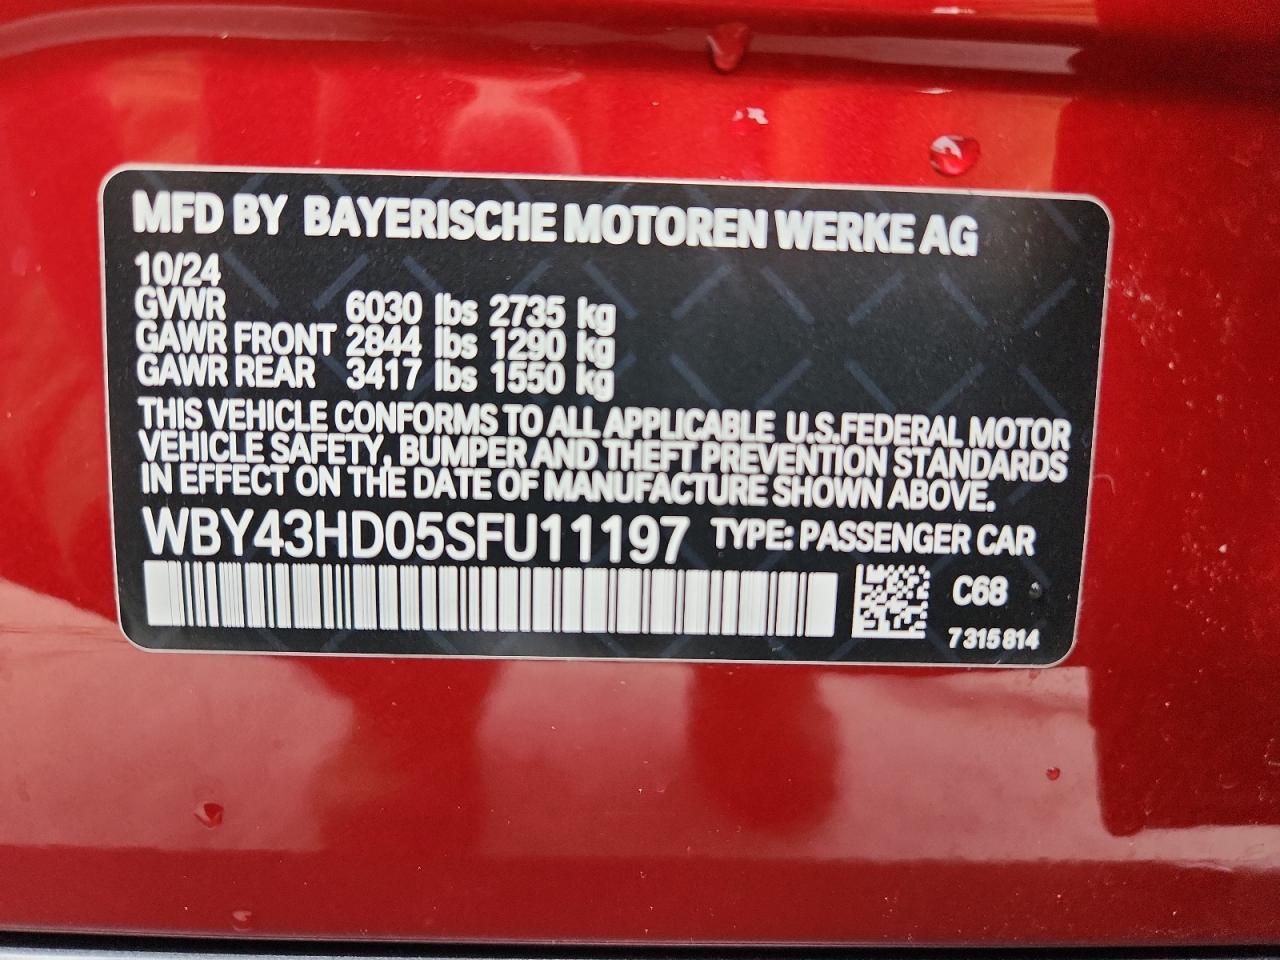 MFD BY BAYERISCHE MOTOREN WERKE AG
10/24
GVWR 6030 lbs 2735 kg
GAWR FRONT 2844 lbs 1290 kg
GAWR REAR 3417 lbs 1550 kg
THIS VEHICLE CONFORMS TO ALL APPLICABLE U.S.FEDERAL MOTOR
VEHICLE SAFETY, BUMPER AND THEFT PREVENTION STANDARDS
IN EFFECT ON THE DATE OF MANUFACTURE SHOWN ABOVE.
WBY43HD05SFU11197 TYPE: PASSENGER CAR
C68
7 315 814